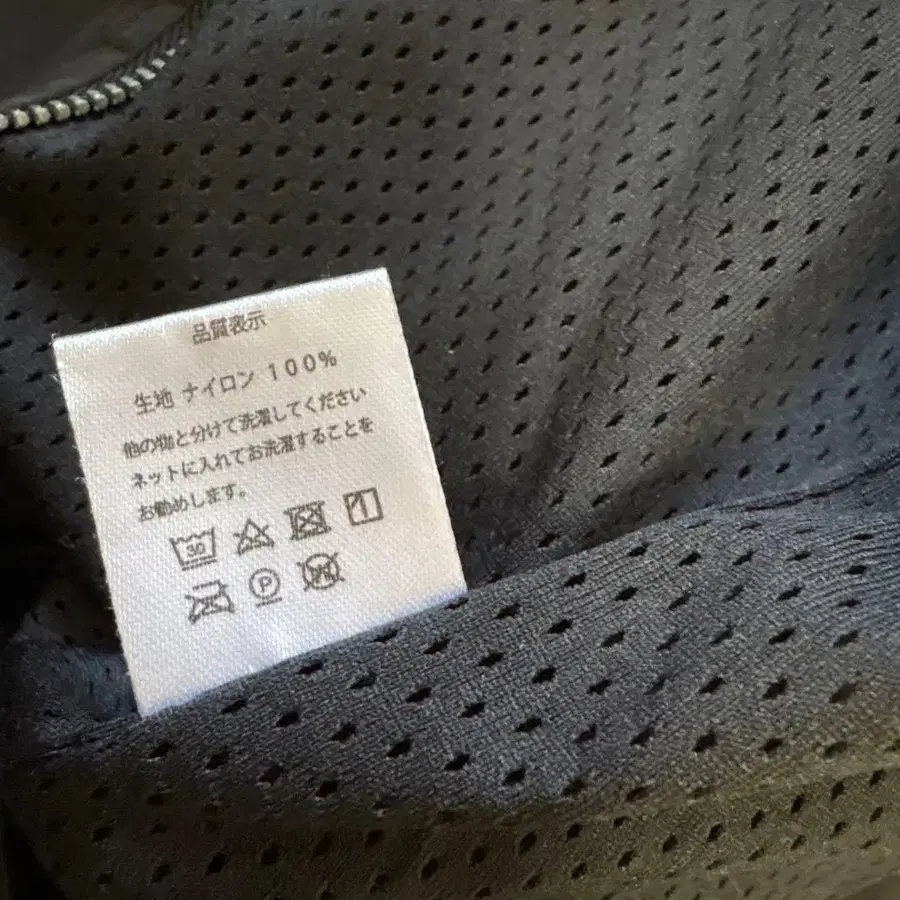 品質表示
生地 ナイロン 100%
他の物と分けて洗濯してください
ネットに入れてお洗濯することを
お勧めします。
30
P W